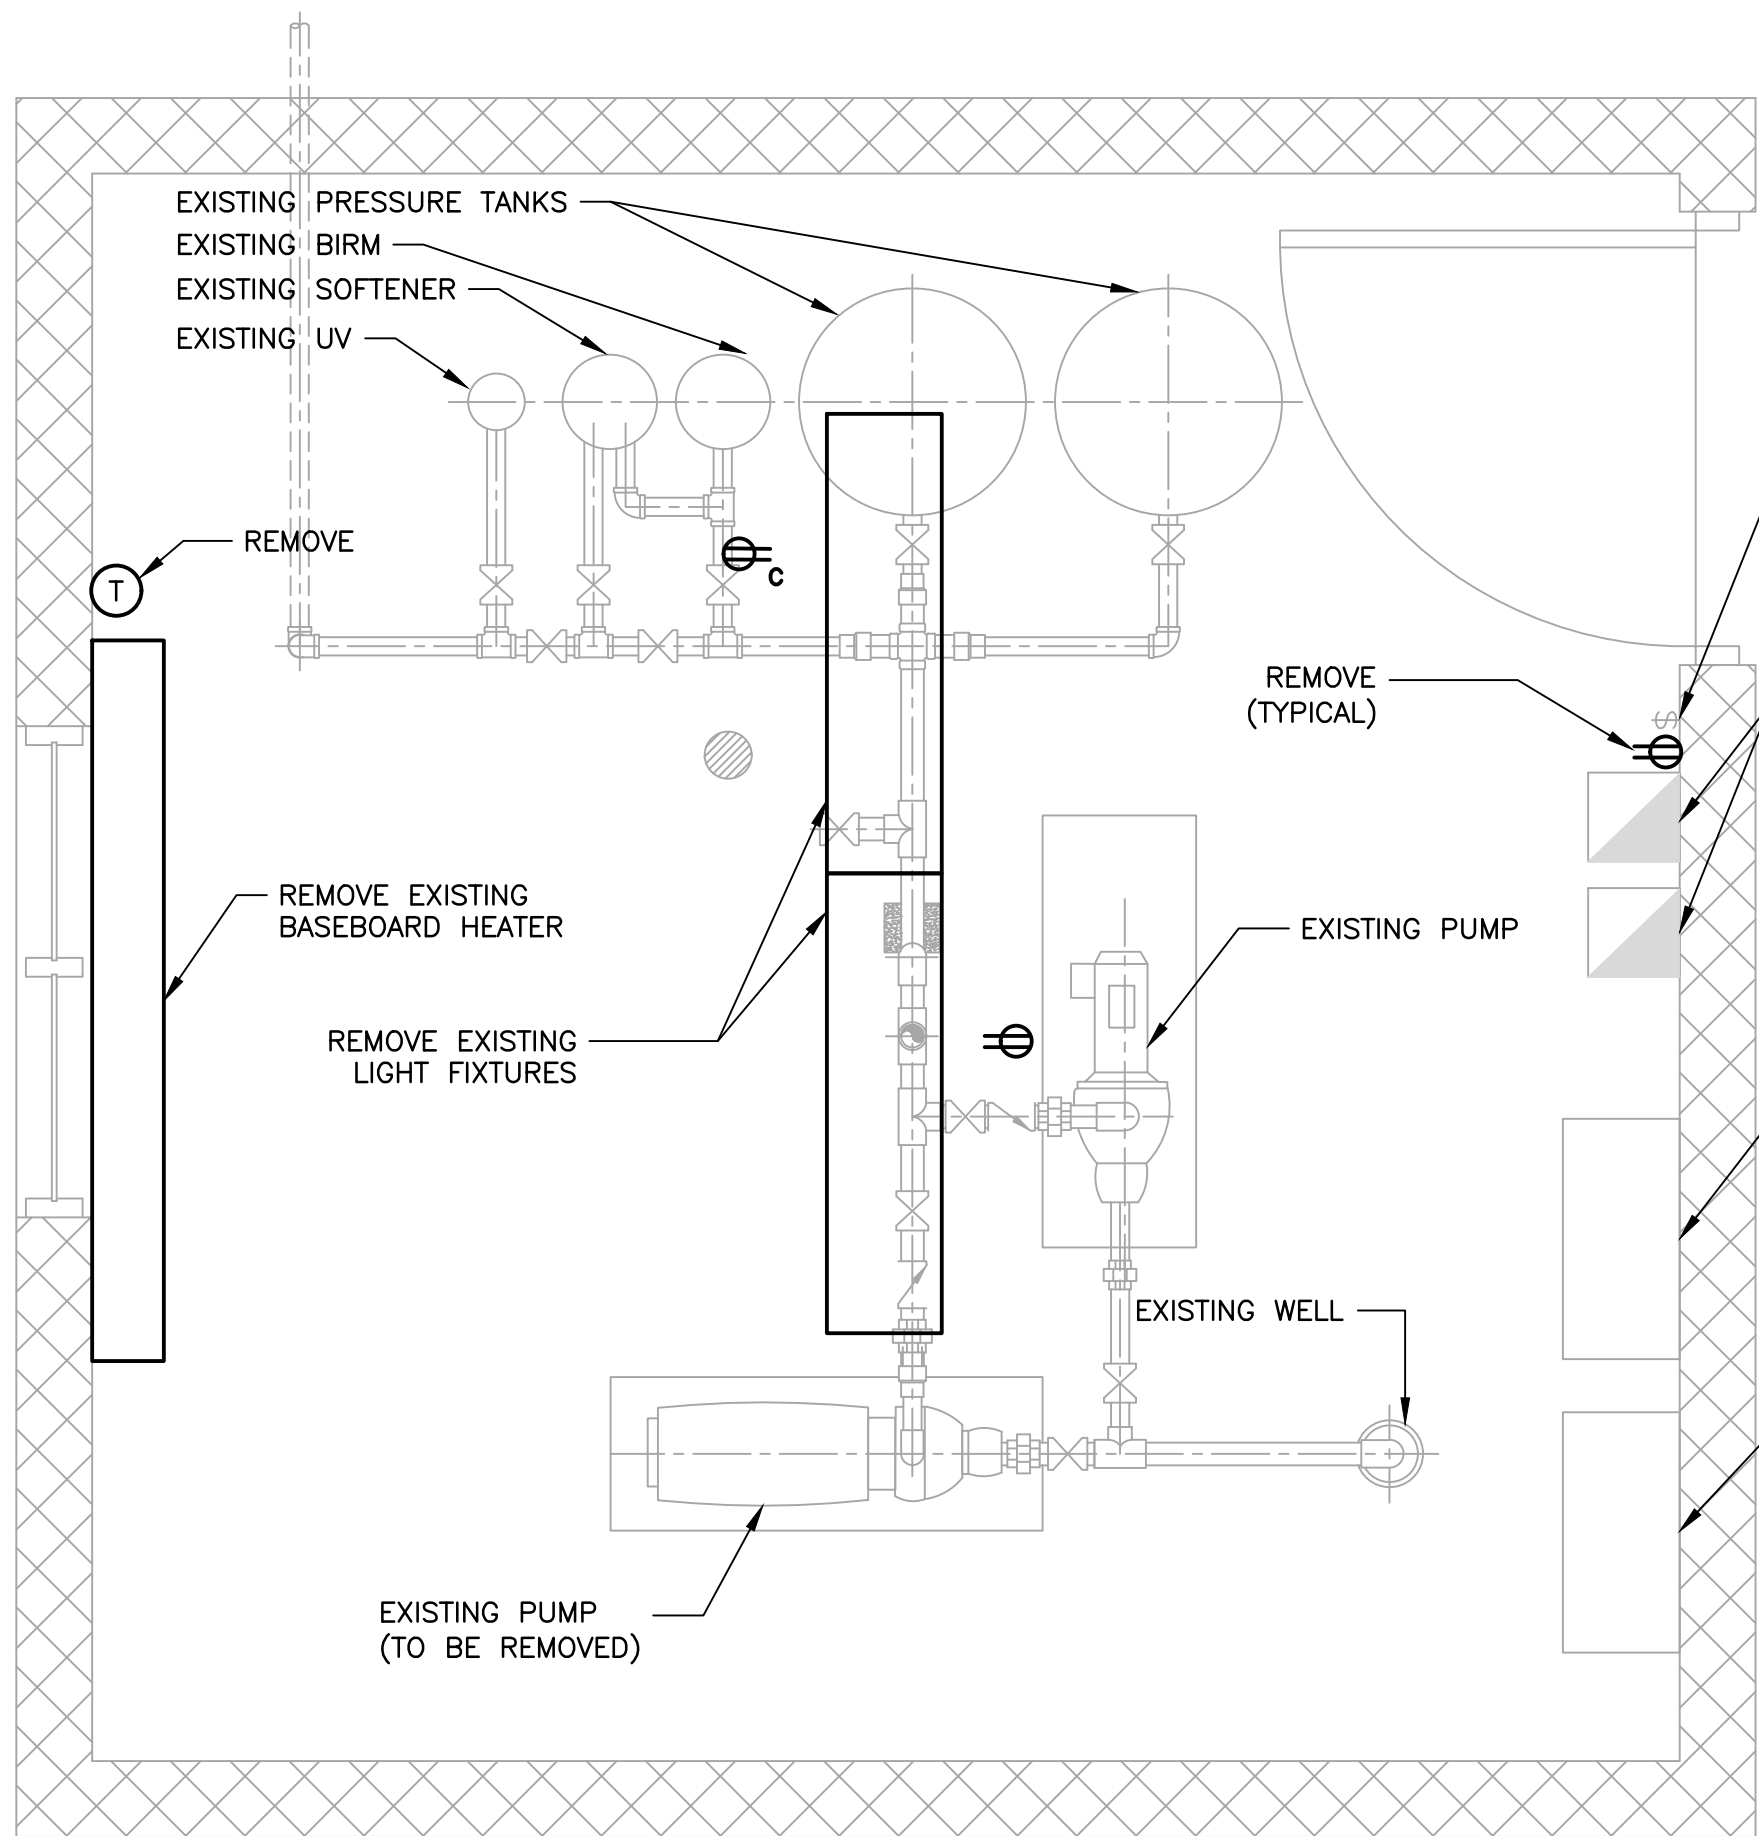 EXISTING PRESSURE TANKS
EXISTING BIRM
EXISTING SOFTENER
EXISTING UV
REMOVE
T
C
REMOVE
(TYPICAL)
$
REMOVE EXISTING
BASEBOARD HEATER
EXISTING PUMP
REMOVE EXISTING
LIGHT FIXTURES
EXISTING WELL
EXISTING PUMP
(TO BE REMOVED)